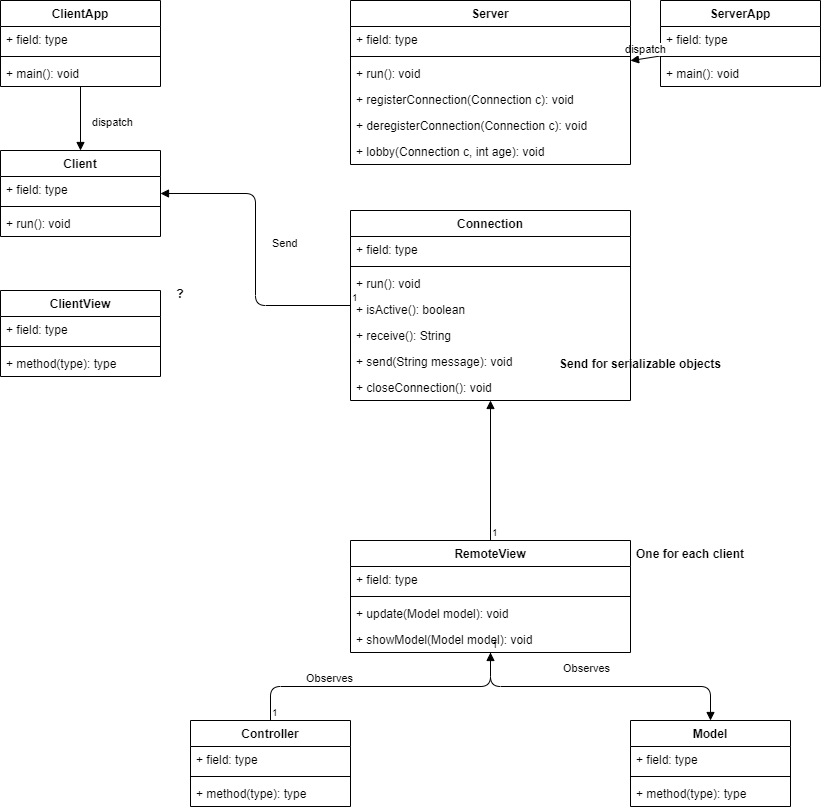 ClientApp
+ field: type
+ main(): void
dispatch
Client
+ field: type
+ run(): void
Server
+ field: type
+ run(): void
+ registerConnection(Connection c): void
+ deregisterConnection(Connection c): void
+ lobby(Connection c, int age): void
ServerApp
+ field: type
+ main(): void
dispatch
Send
Connection
+ field: type
+ run(): void
1
+ isActive(): boolean
+ receive(): String
+ send(String message): void
+ closeConnection(): void
Send for serializable objects
ClientView
+ field: type
+ method(type): type
?
1
RemoteView
+ field: type
+ update(Model model): void
+ showModel(Model model): void
1
One for each client
Observes
Observes
1
Controller
+ field: type
+ method(type): type
Model
+ field: type
+ method(type): type